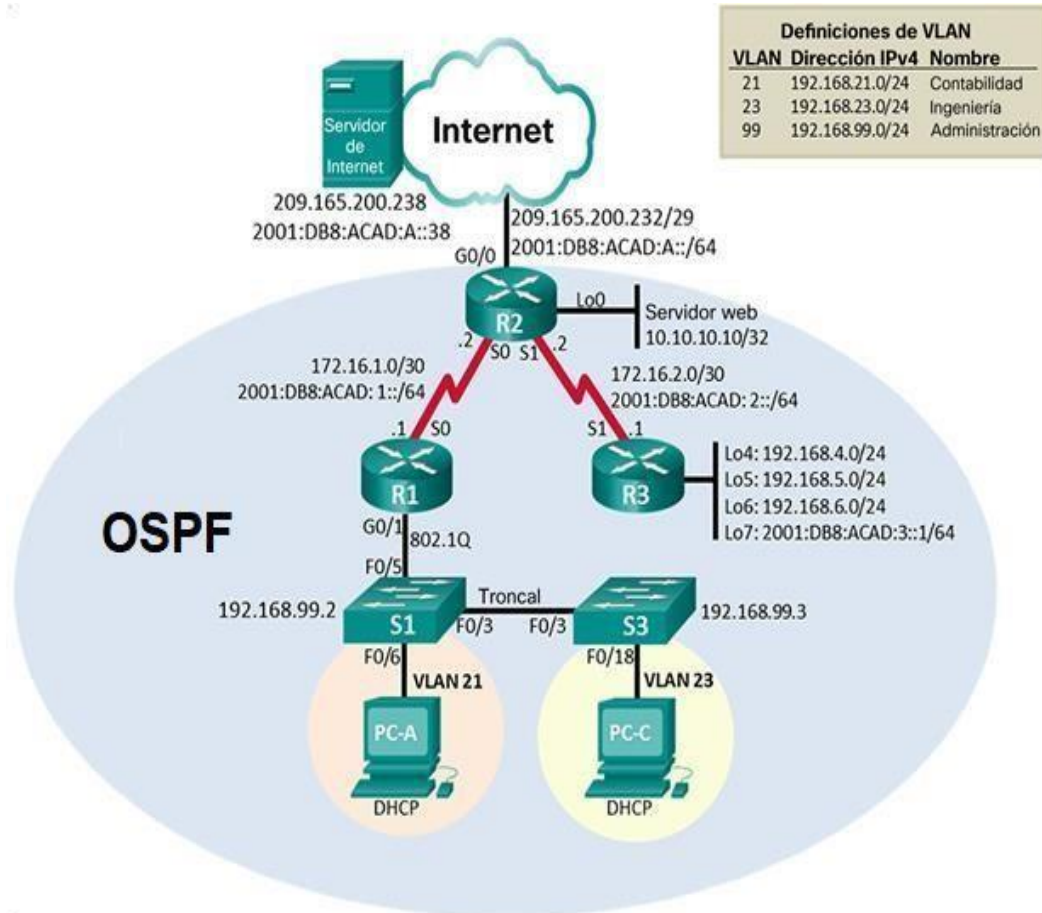 Definiciones de VLAN
VLAN Dirección IPv4 Nombre
21 192.168.21.0/24 Contabilidad
23 192.168.23.0/24 Ingeniería
99 192.168.99.0/24 Administración
Servidor
de
Internet
Internet
209.165.200.238
2001:DB8:ACAD:A::38
209.165.200.232/29
2001:DB8:ACAD:A::/64
G0/0
R2
Lo0
Servidor web
10.10.10.10/32
.2
S0
S1
.2
172.16.1.0/30
2001:DB8:ACAD: 1::/64
172.16.2.0/30
2001:DB8:ACAD: 2::/64
.1
S0
S1
.1
R1
R3
Lo4: 192.168.4.0/24
Lo5: 192.168.5.0/24
Lo6: 192.168.6.0/24
Lo7: 2001:DB8:ACAD:3::1/64
OSPF
G0/1
802.1Q
F0/5
192.168.99.2
S1
Troncal
F0/3
F0/3
S3
192.168.99.3
F0/6
F0/18
VLAN 21
VLAN 23
PC-A
PC-C
DHCP
DHCP